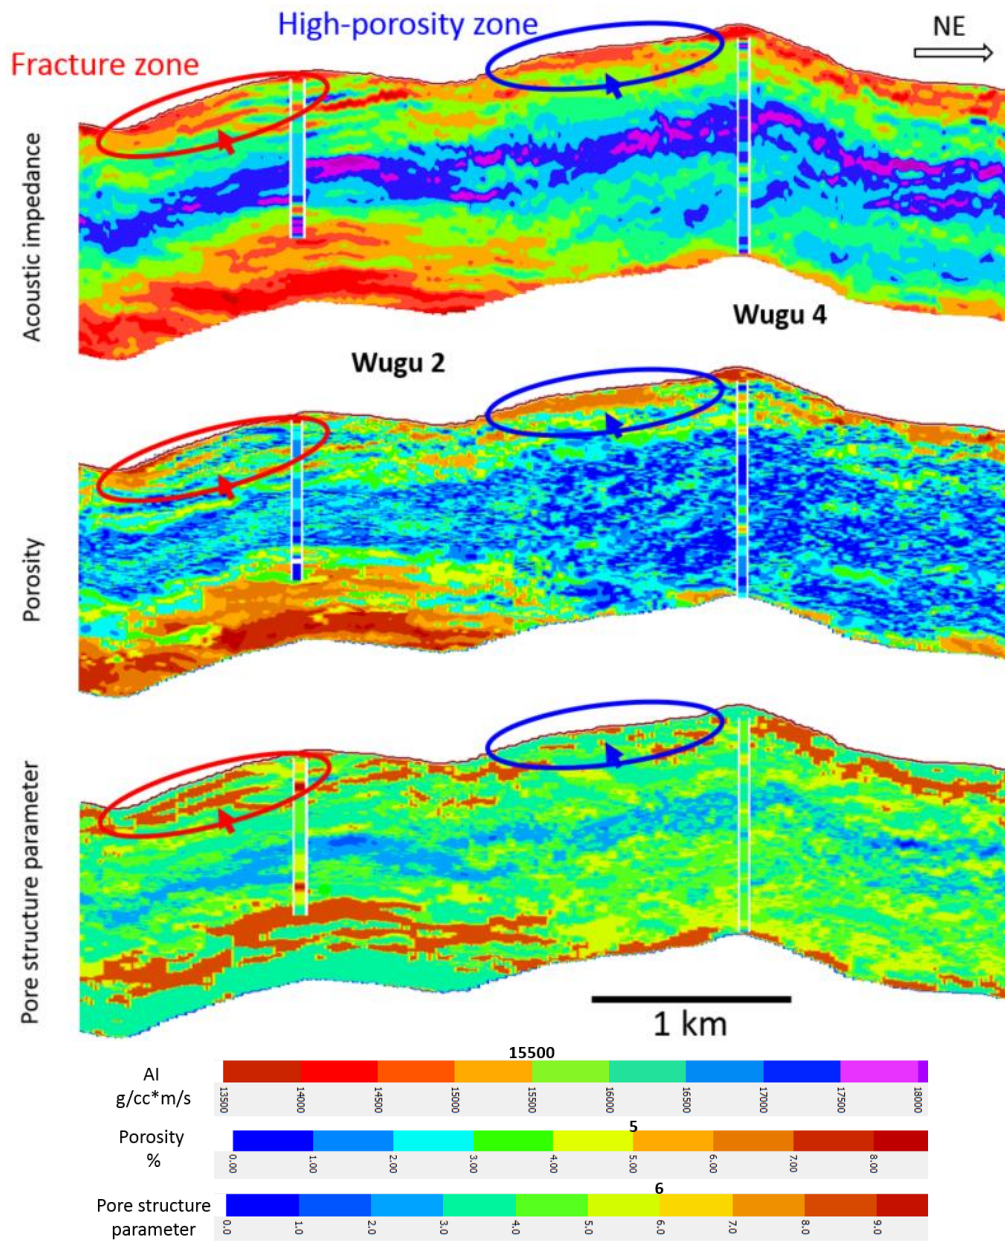 High-porosity zone
NE
Fracture zone
Acoustic impedance
Wugu 4
Wugu 2
Porosity
Pore structure parameter
1 km
15500
AI
g/cc*m/s
13500 14000 14500 15000 15500 16000 16500 17000 17500 18000
5
Porosity
%
0.00 1.00 2.00 3.00 4.00 5.00 6.00 7.00 8.00
6
Pore structure
parameter
0.0 1.0 2.0 3.0 4.0 5.0 6.0 7.0 8.0 9.0